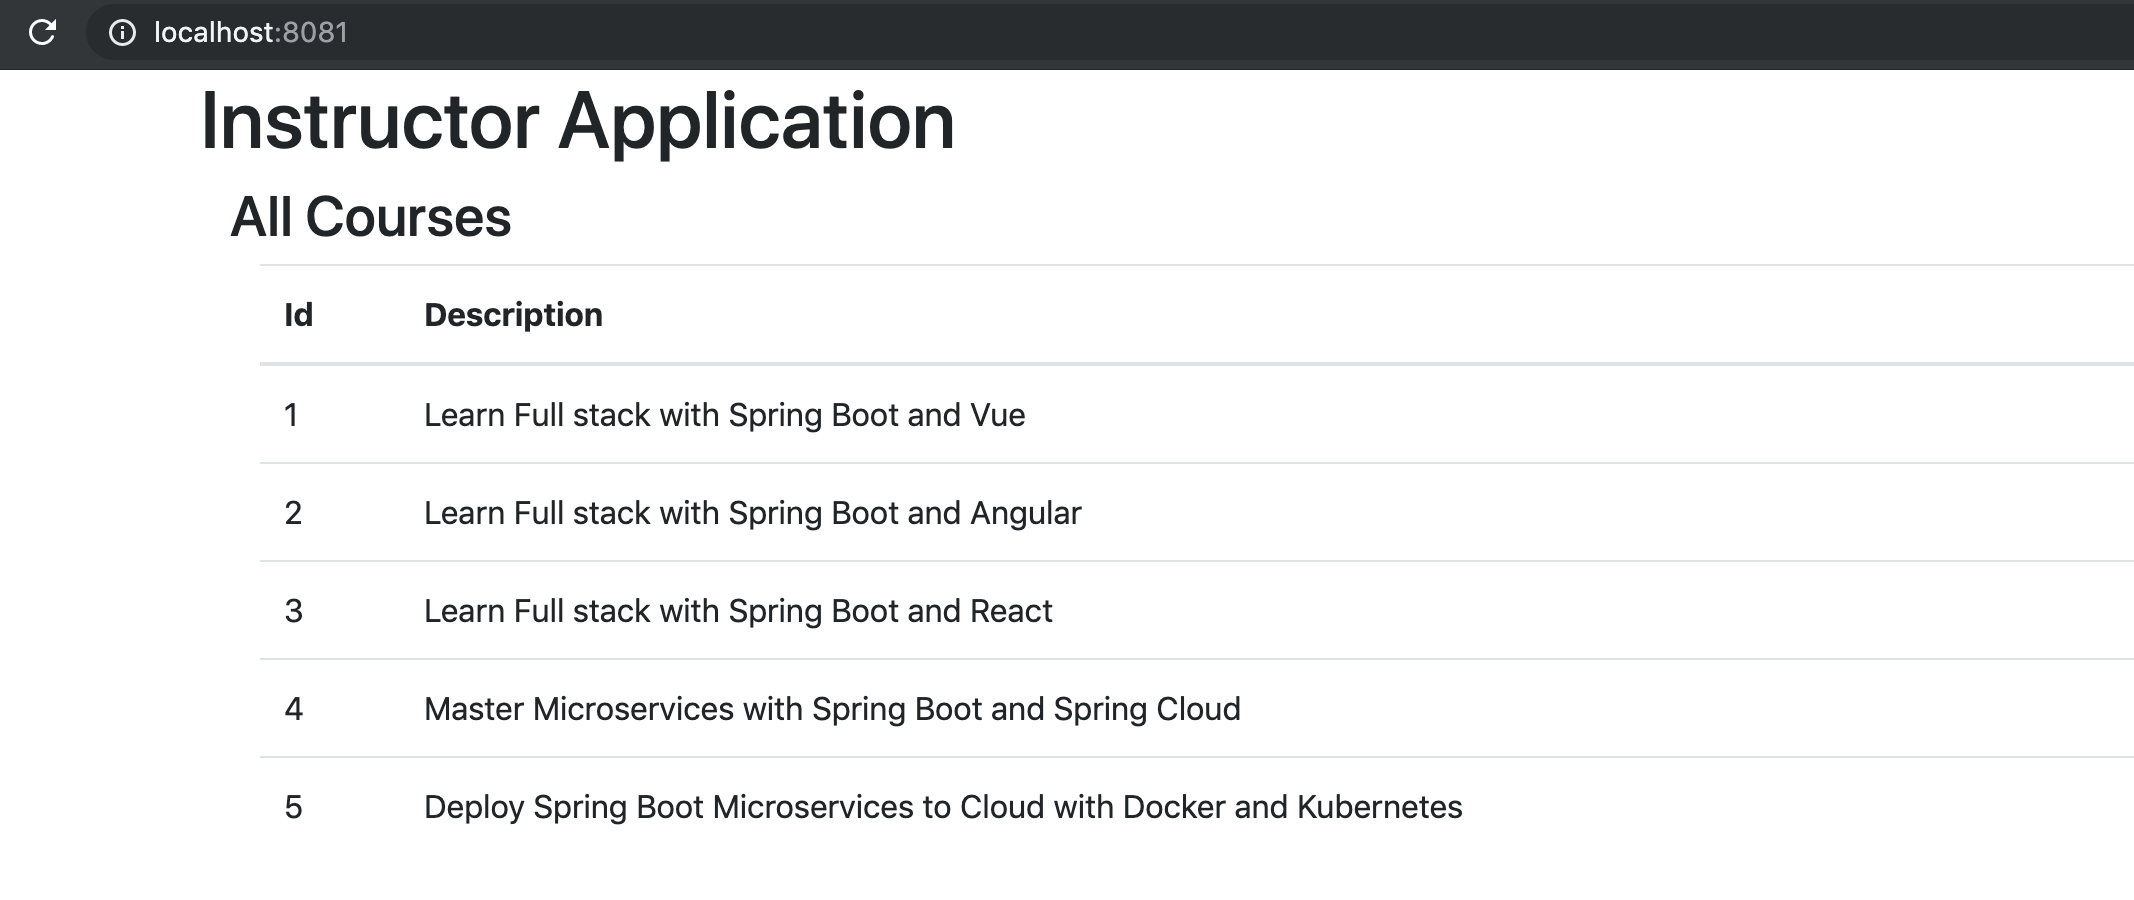 localhost:8081
Instructor Application
All Courses
Id Description
1 Learn Full stack with Spring Boot and Vue
2 Learn Full stack with Spring Boot and Angular
3 Learn Full stack with Spring Boot and React
4 Master Microservices with Spring Boot and Spring Cloud
5 Deploy Spring Boot Microservices to Cloud with Docker and Kubernetes